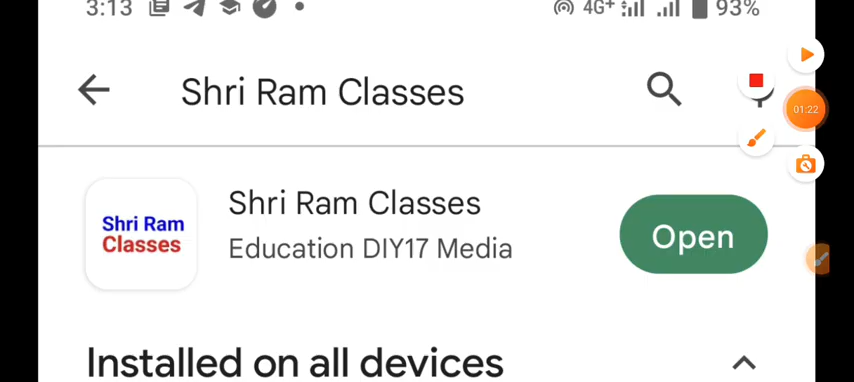 3:13 4G+ 93%
Shri Ram Classes
01:22
Shri Ram
Classes
Shri Ram Classes
Education DIY17 Media
Open
Installed on all devices